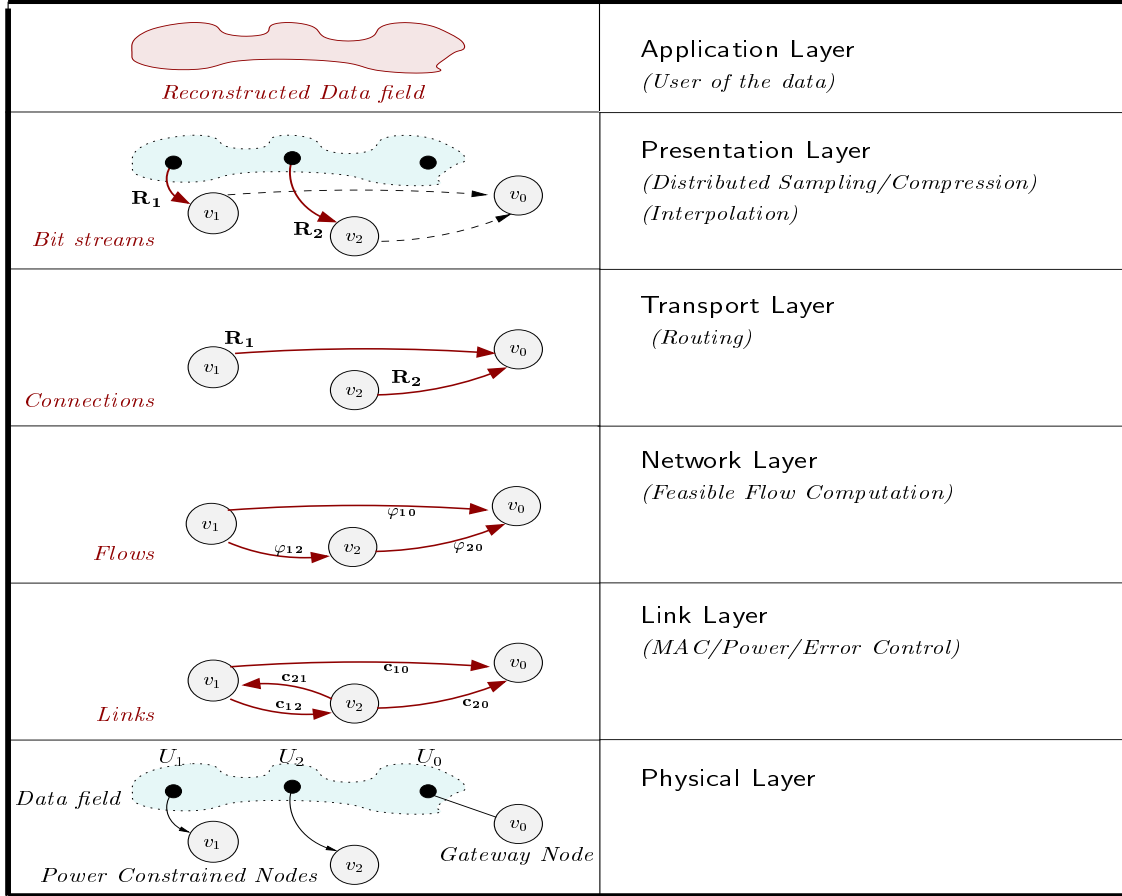 Reconstructed Data field
Application Layer
(User of the data)
R₁
v₁
R₂
v₂
v₀
Bit streams
Presentation Layer
(Distributed Sampling/Compression)
(Interpolation)
R₁
v₁
R₂
v₂
v₀
Connections
Transport Layer
(Routing)
v₁
φ₁₀
v₀
φ₁₂
v₂
φ₂₀
Flows
Network Layer
(Feasible Flow Computation)
v₁
c₁₀
v₀
c₂₁
c₁₂
v₂
c₂₀
Links
Link Layer
(MAC/Power/Error Control)
U₁ U₂ U₀
Data field
v₁
v₂
v₀
Gateway Node
Power Constrained Nodes
Physical Layer